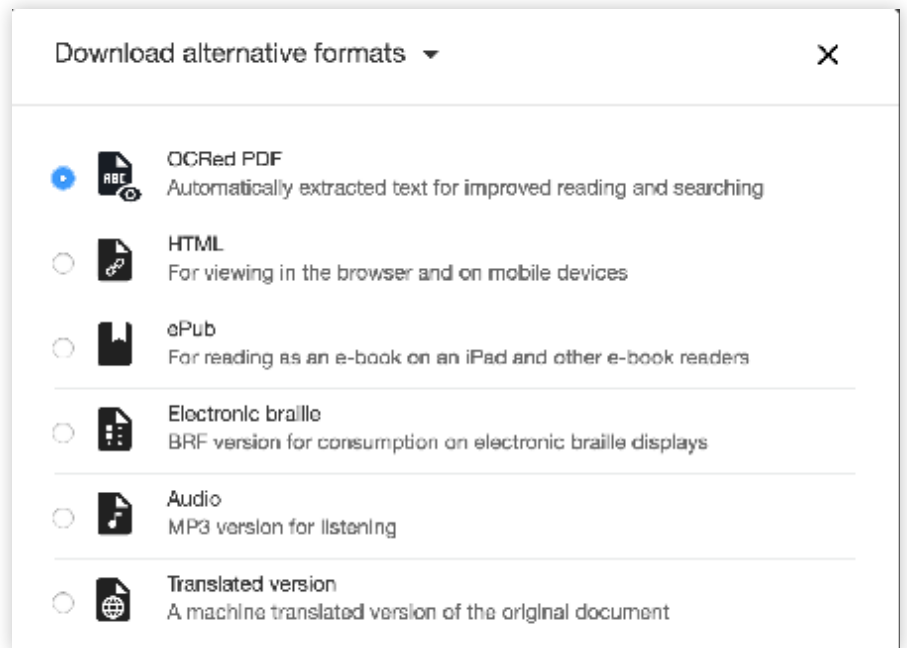 Download alternative formats
OCRed PDF
ABC
Automatically extracted text for improved reading and searching
HTML
For viewing in the browser and on mobile devices
ePub
For reading as an e-book on an iPad and other e-book readers
Electronic braille
BRF version for consumption on electronic braille displays
Audio
MP3 version for listening
Translated version
A machine translated version of the original document